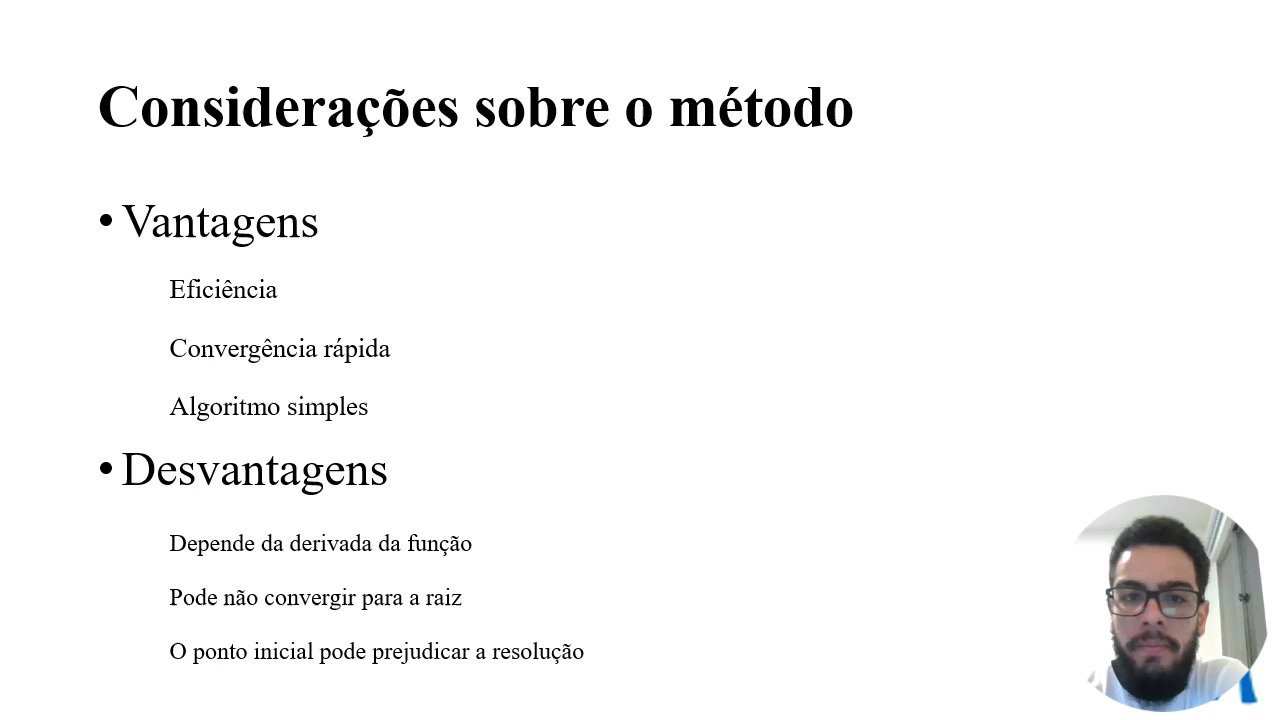 Considerações sobre o método
• Vantagens
Eficiência
Convergência rápida
Algoritmo simples
• Desvantagens
Depende da derivada da função
Pode não convergir para a raiz
O ponto inicial pode prejudicar a resolução